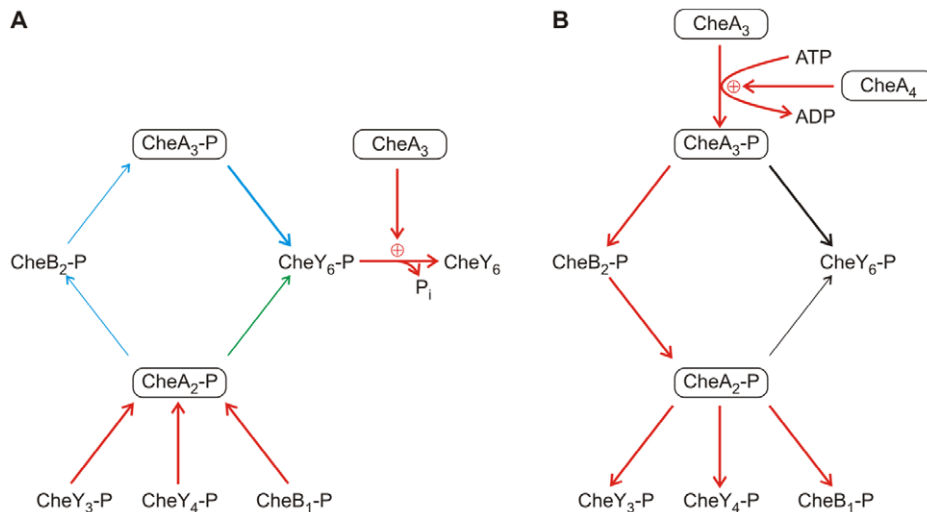 A
CheA₃-P
CheA₃
CheB₂-P
CheY₆-P
⊕
CheY₆
Pᵢ
CheA₂-P
CheY₃-P
CheY₄-P
CheB₁-P
B
CheA₃
ATP
⊕
CheA₄
ADP
CheA₃-P
CheB₂-P
CheY₆-P
CheA₂-P
CheY₃-P
CheY₄-P
CheB₁-P